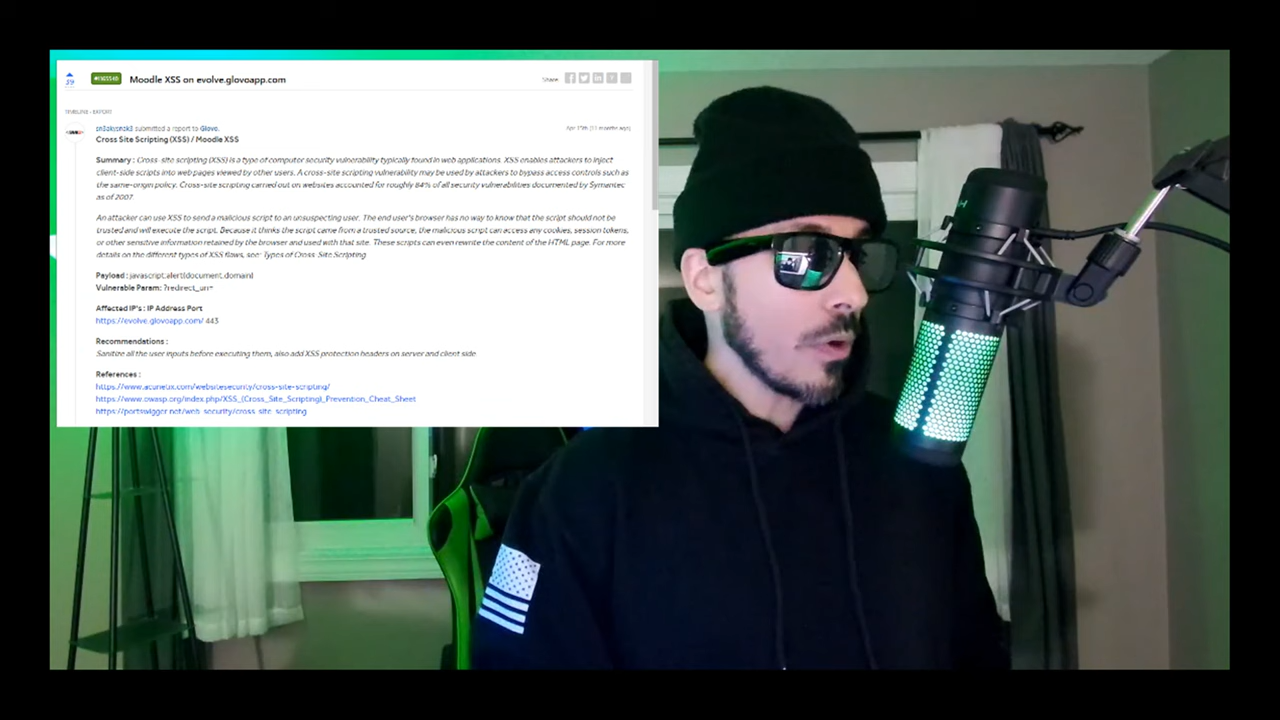 59
Moodle XSS on evolve.glovoapp.com
Share:
TIMELINE · EXPORT
submitted a report to Glovo.
Apr 15th (10 months ago)
Cross Site Scripting (XSS) / Moodle XSS
Summary : Cross-site scripting (XSS) is a type of computer security vulnerability typically found in web applications. XSS enables attackers to inject
client-side scripts into web pages viewed by other users. A cross-site scripting vulnerability may be used by attackers to bypass access controls such as
the same-origin policy. Cross-site scripting carried out on websites accounted for roughly 84% of all security vulnerabilities documented by Symantec
as of 2007.
An attacker can use XSS to send a malicious script to an unsuspecting user. The end user's browser has no way to know that the script should not be
trusted and will execute the script. Because it thinks the script came from a trusted source, the malicious script can access any cookies, session tokens,
or other sensitive information retained by the browser and used with that site. These scripts can even rewrite the content of the HTML page. For more
details on the different types of XSS flaws, see: Types of Cross-Site Scripting
Payload : javascript:alert(document.domain)
Vulnerable Param: ?redirect_uri=
Affected IP's : IP Address Port
https://evolve.glovoapp.com/ 443
Recommendations :
Sanitize all the user inputs before executing them, also add XSS protection headers on server and client side
References :
https://www.acunetix.com/websitesecurity/cross-site-scripting/
https://www.owasp.org/index.php/XSS_(Cross_Site_Scripting)_Prevention_Cheat_Sheet
https://portswigger.net/web_security/cross_site_scripting